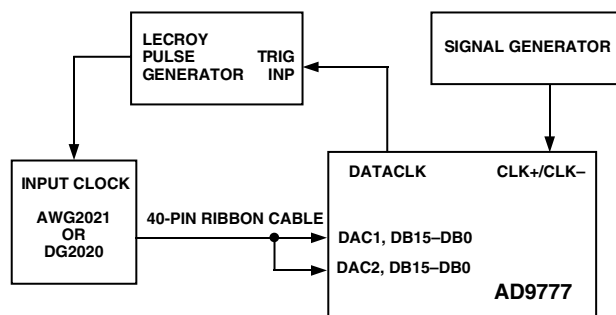 LECROY
PULSE
GENERATOR
TRIG
INP
SIGNAL GENERATOR
INPUT CLOCK
AWG2021
OR
DG2020
40-PIN RIBBON CABLE
DATACLK
CLK+/CLK–
DAC1, DB15–DB0
DAC2, DB15–DB0
AD9777